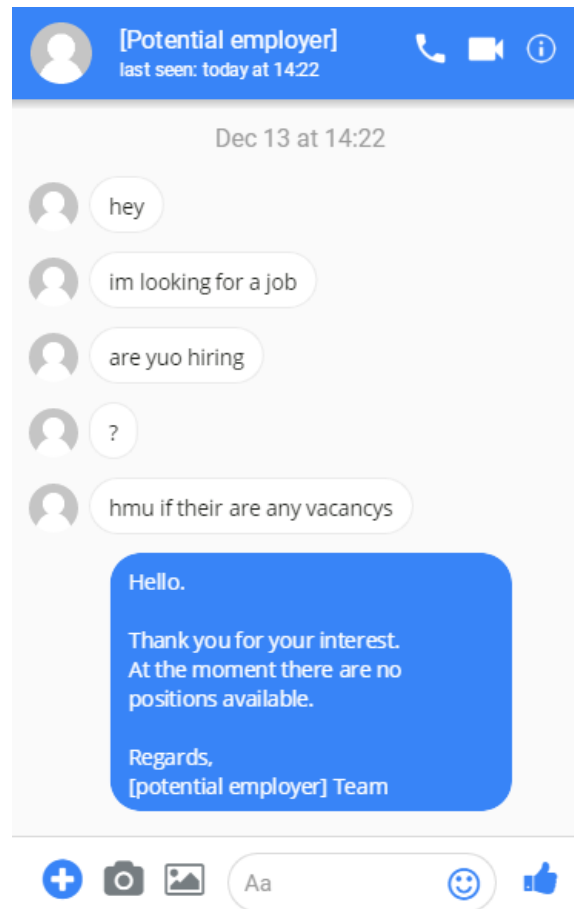 [Potential employer]
last seen: today at 14:22
Dec 13 at 14:22
hey
im looking for a job
are yuo hiring
?
hmu if their are any vacancys
Hello.
Thank you for your interest.
At the moment there are no
positions available.
Regards,
[potential employer] Team
Aa